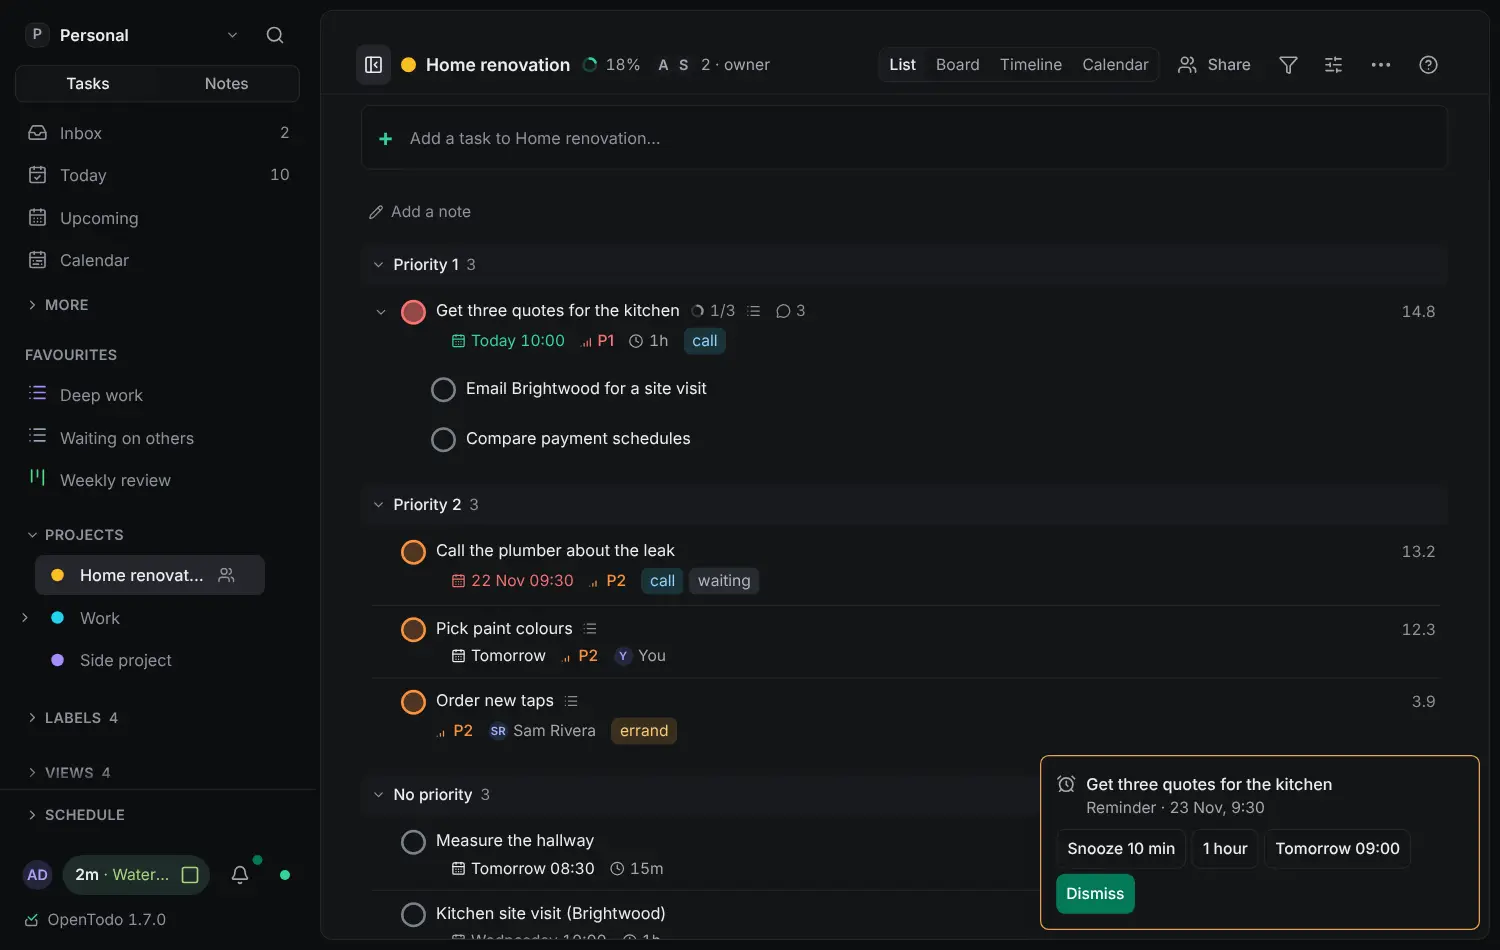 P Personal
Tasks Notes
Inbox 2
Today 10
Upcoming
Calendar
MORE
FAVOURITES
Deep work
Waiting on others
Weekly review
PROJECTS
Home renovat...
Work
Side project
LABELS 4
VIEWS 4
SCHEDULE
AD 2m · Water...
OpenTodo 1.7.0
Home renovation 18% A S 2 · owner List Board Timeline Calendar Share
Add a task to Home renovation...
Add a note
Priority 1 3
Get three quotes for the kitchen 1/3 3 14.8
Today 10:00 P1 1h call
Email Brightwood for a site visit
Compare payment schedules
Priority 2 3
Call the plumber about the leak 13.2
22 Nov 09:30 P2 call waiting
Pick paint colours 12.3
Tomorrow P2 Y You
Order new taps 3.9
P2 SR Sam Rivera errand
No priority 3
Measure the hallway
Tomorrow 08:30 15m
Kitchen site visit (Brightwood)
Wednesday 10:00 1h
Get three quotes for the kitchen
Reminder · 23 Nov, 9:30
Snooze 10 min 1 hour Tomorrow 09:00
Dismiss